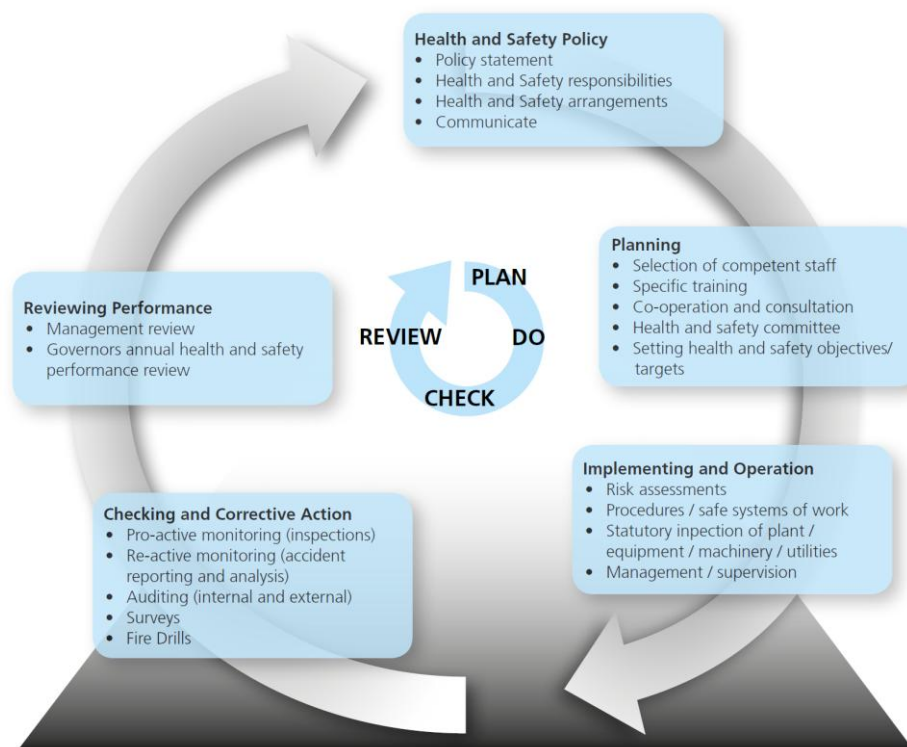 Health and Safety Policy
• Policy statement
• Health and Safety responsibilities
• Health and Safety arrangements
• Communicate
Planning
• Selection of competent staff
• Specific training
• Co-operation and consultation
• Health and safety committee
• Setting health and safety objectives/
targets
Implementing and Operation
• Risk assessments
• Procedures / safe systems of work
• Statutory inpection of plant /
equipment / machinery / utilities
• Management / supervision
Checking and Corrective Action
• Pro-active monitoring (inspections)
• Re-active monitoring (accident
reporting and analysis)
• Auditing (internal and external)
• Surveys
• Fire Drills
Reviewing Performance
• Management review
• Governors annual health and safety
performance review
PLAN
DO
CHECK
REVIEW